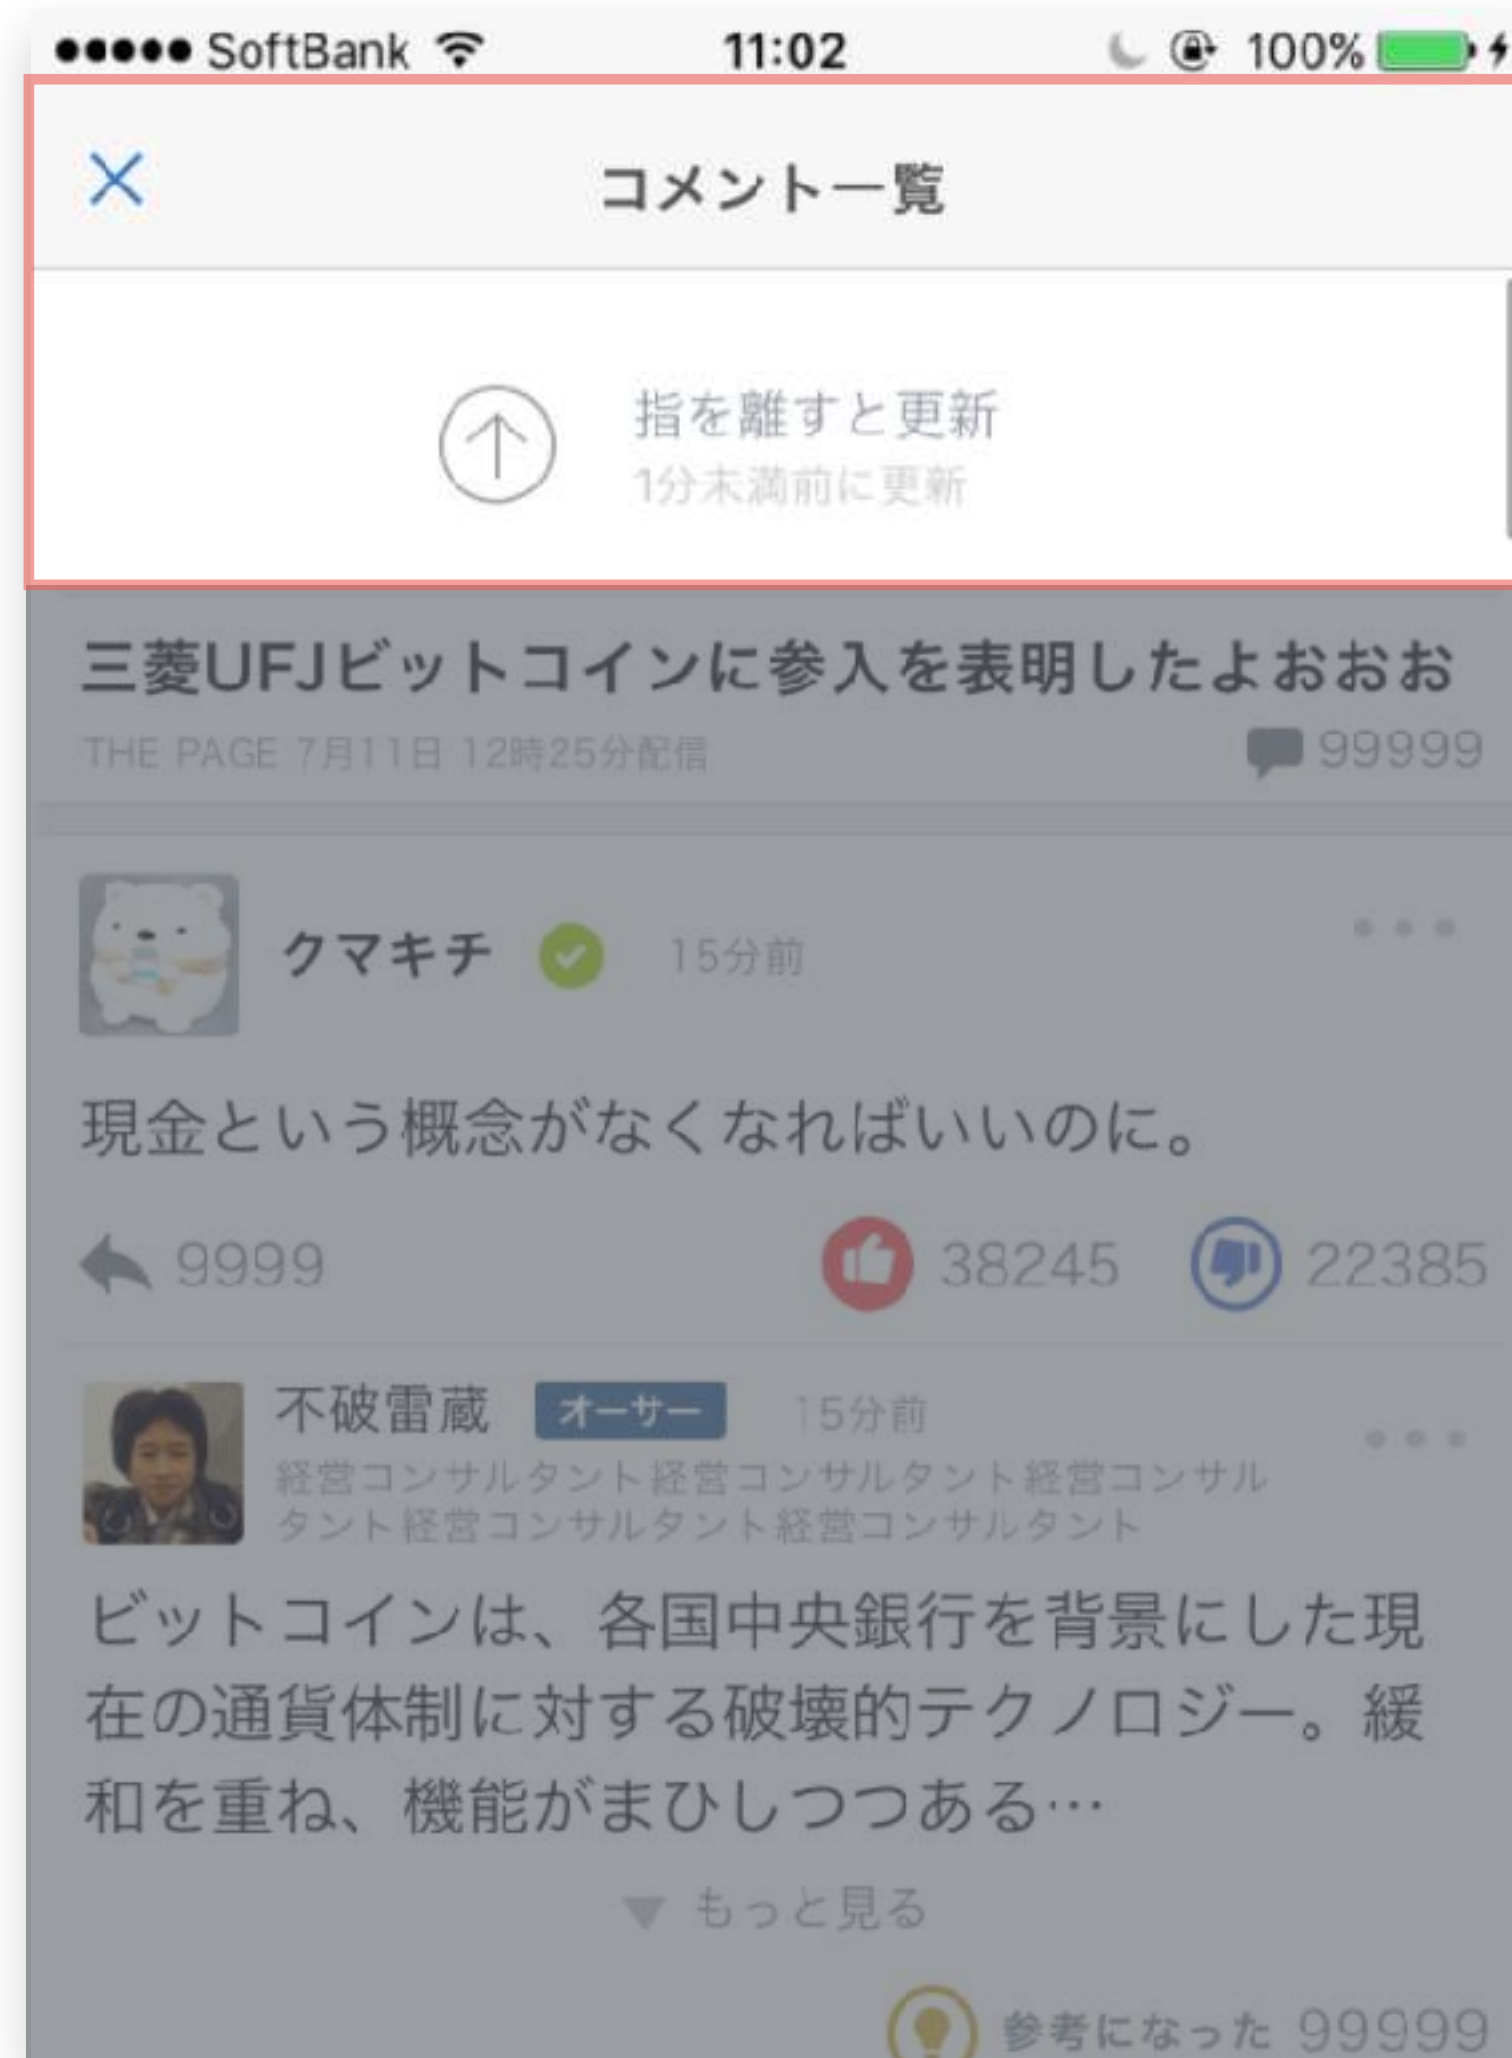 SoftBank 11:02 100%
コメント一覧
指を離すと更新
1分未満前に更新
三菱UFJビットコインに参入を表明したよおおお
THE PAGE 7月11日 12時25分配信 99999
クマキチ 15分前
現金という概念がなくなればいいのに。
9999 38245 22385
不破雷蔵 オーサー 15分前
経営コンサルタント経営コンサルタント経営コンサル
タント経営コンサルタント経営コンサルタント
ビットコインは、各国中央銀行を背景にした現
在の通貨体制に対する破壊的テクノロジー。緩
和を重ね、機能がまひしつつある…
もっと見る
参考になった 99999